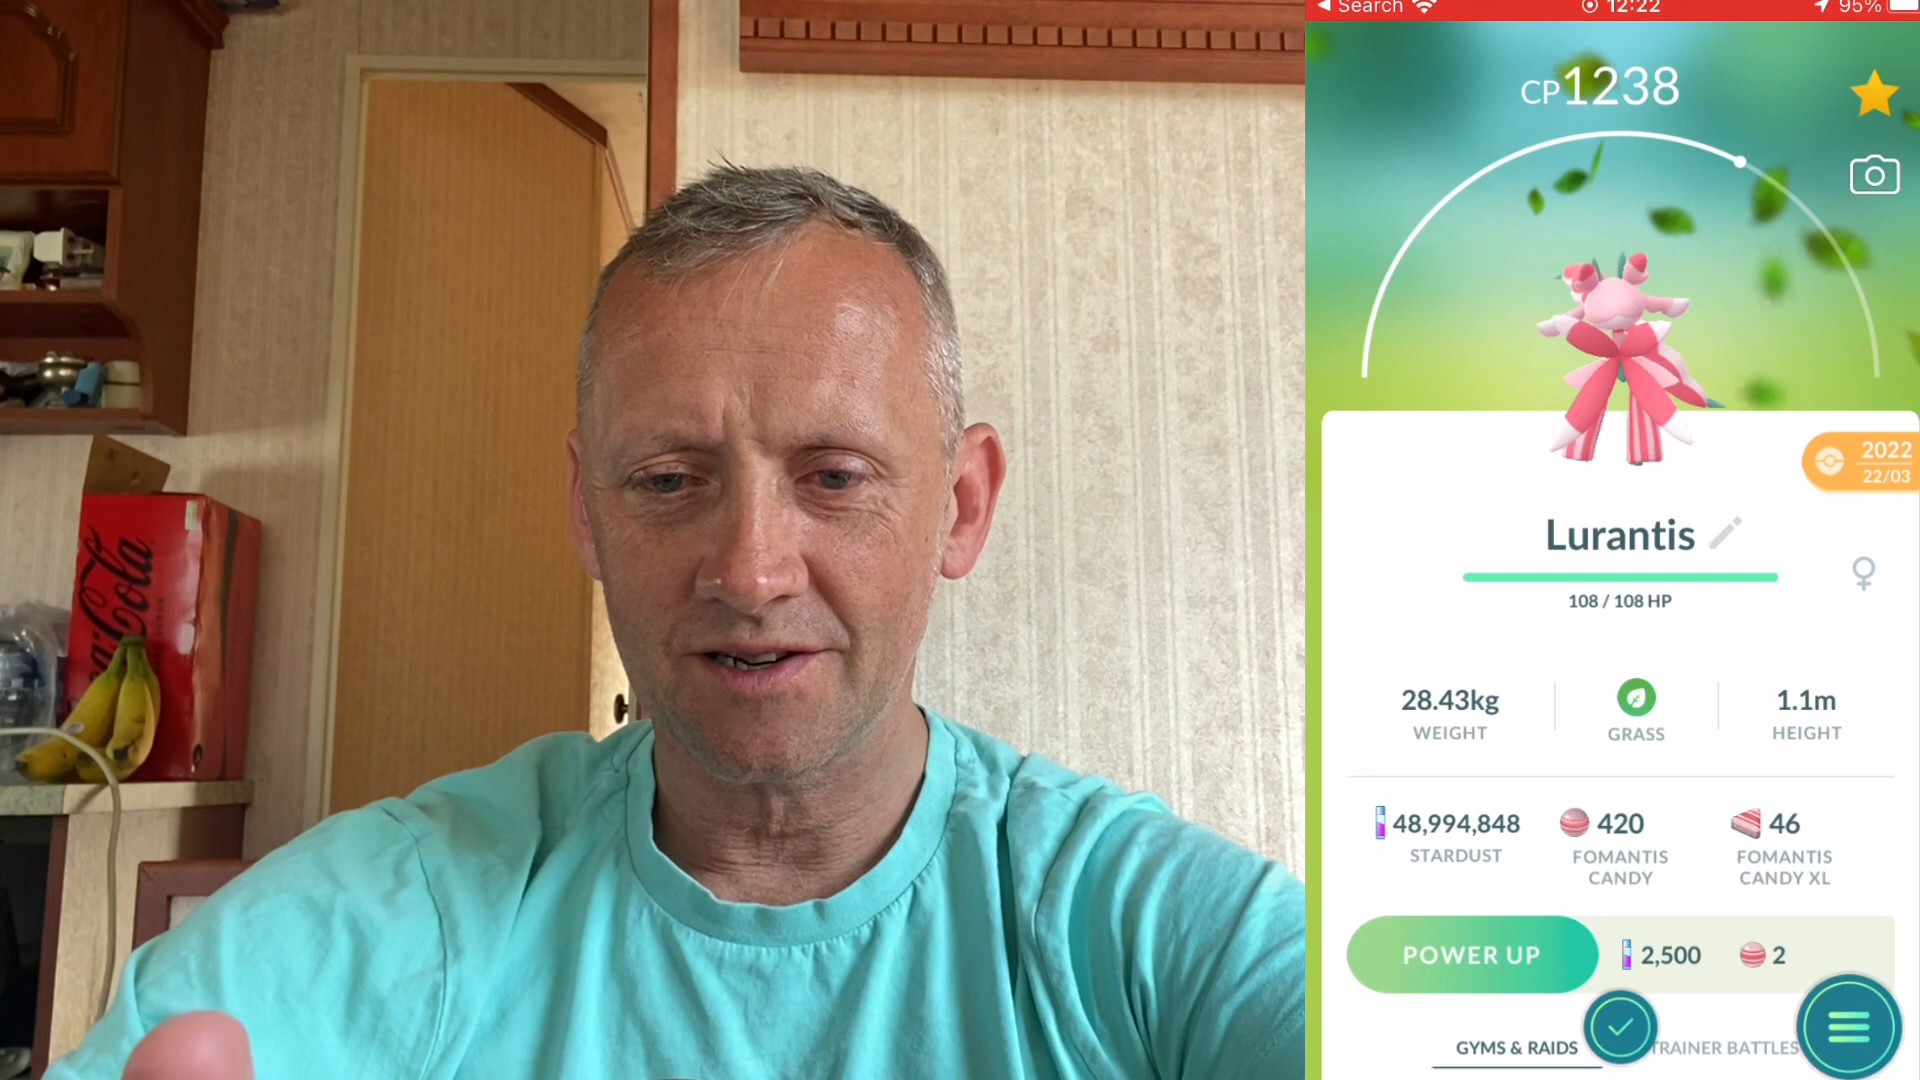 Coca-Cola
◀ Search 12:22 95%
CP1238
2022
22/03
Lurantis
108 / 108 HP
28.43kg
WEIGHT
GRASS
1.1m
HEIGHT
48,994,848
STARDUST
420
FOMANTIS
CANDY
46
FOMANTIS
CANDY XL
POWER UP 2,500 2
GYMS & RAIDS TRAINER BATTLES